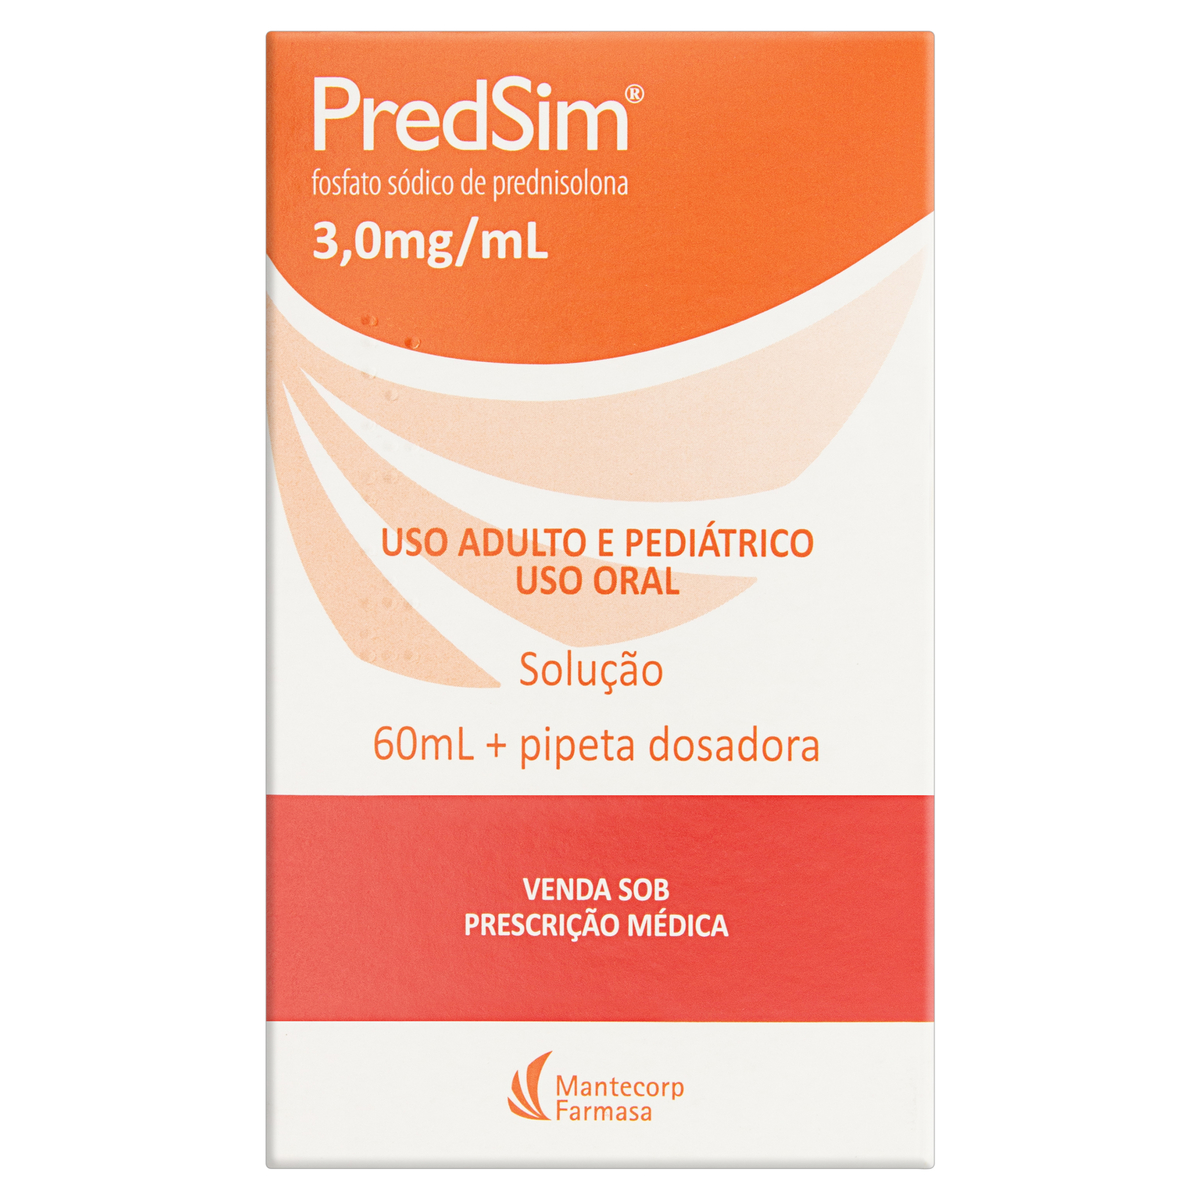 PredSim®
fosfato sódico de prednisolona
3,0mg/mL
USO ADULTO E PEDIÁTRICO
USO ORAL
Solução
60mL + pipeta dosadora
VENDA SOB
PRESCRIÇÃO MÉDICA
Mantecorp
Farmasa